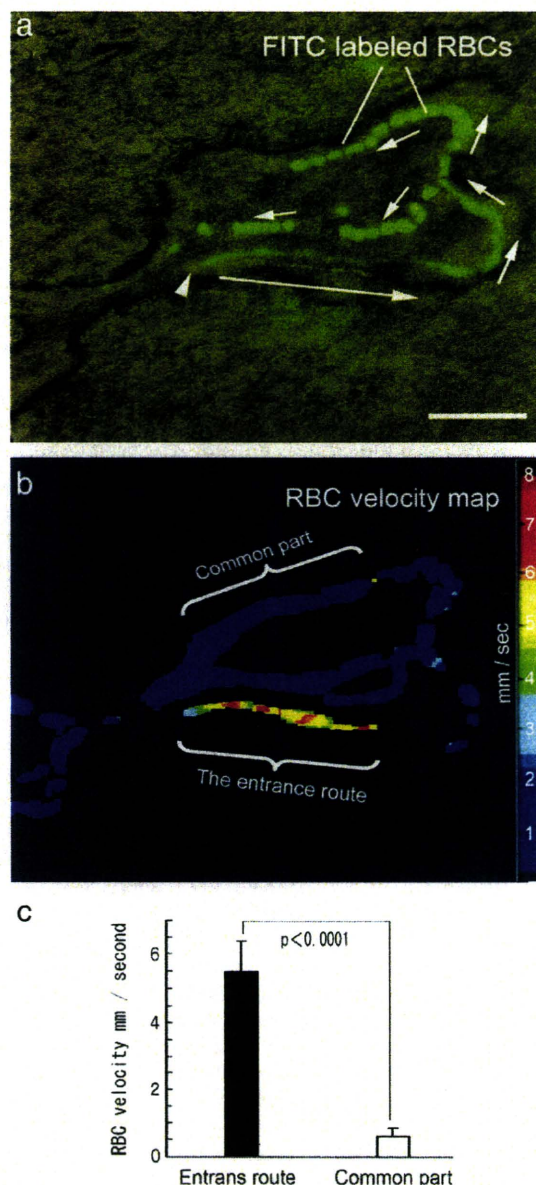 a
FITC labeled RBCs
b
RBC velocity map
Common part
The entrance route
8
7
6
5
4
3
2
1
mm / sec
c
RBC velocity mm / second
6
4
2
0
p<0.0001
Entrans route
Common part